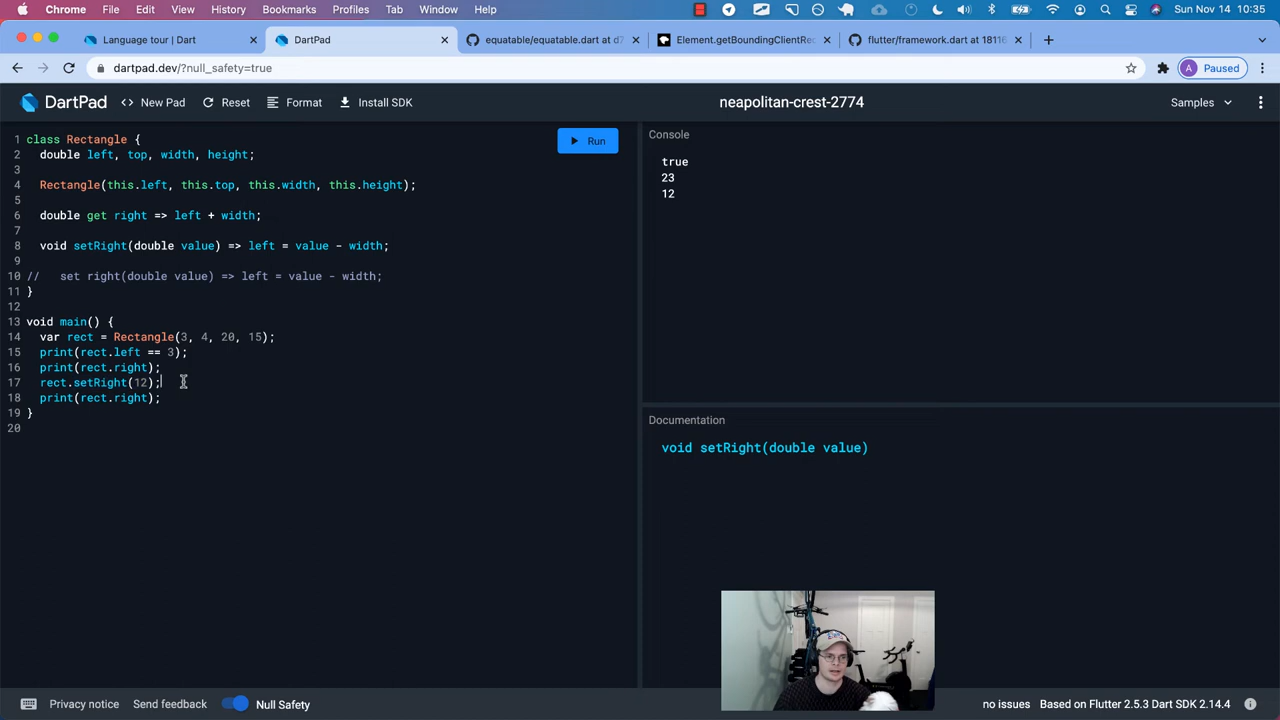 Chrome File Edit View History Bookmarks Profiles Tab Window Help Sun Nov 14 10:35
Language tour | Dart DartPad equatable/equatable.dart at d7 Element.getBoundingClientRec flutter/framework.dart at 18116
dartpad.dev/?null_safety=true A Paused
DartPad <> New Pad Reset Format Install SDK neapolitan-crest-2774 Samples
Run
1 class Rectangle {
2 double left, top, width, height;
3
4 Rectangle(this.left, this.top, this.width, this.height);
5
6 double get right => left + width;
7
8 void setRight(double value) => left = value - width;
9
10 // set right(double value) => left = value - width;
11 }
12
13 void main() {
14 var rect = Rectangle(3, 4, 20, 15);
15 print(rect.left == 3);
16 print(rect.right);
17 rect.setRight(12);
18 print(rect.right);
19 }
20
Console
true
23
12
Documentation
void setRight(double value)
Privacy notice Send feedback Null Safety no issues Based on Flutter 2.5.3 Dart SDK 2.14.4